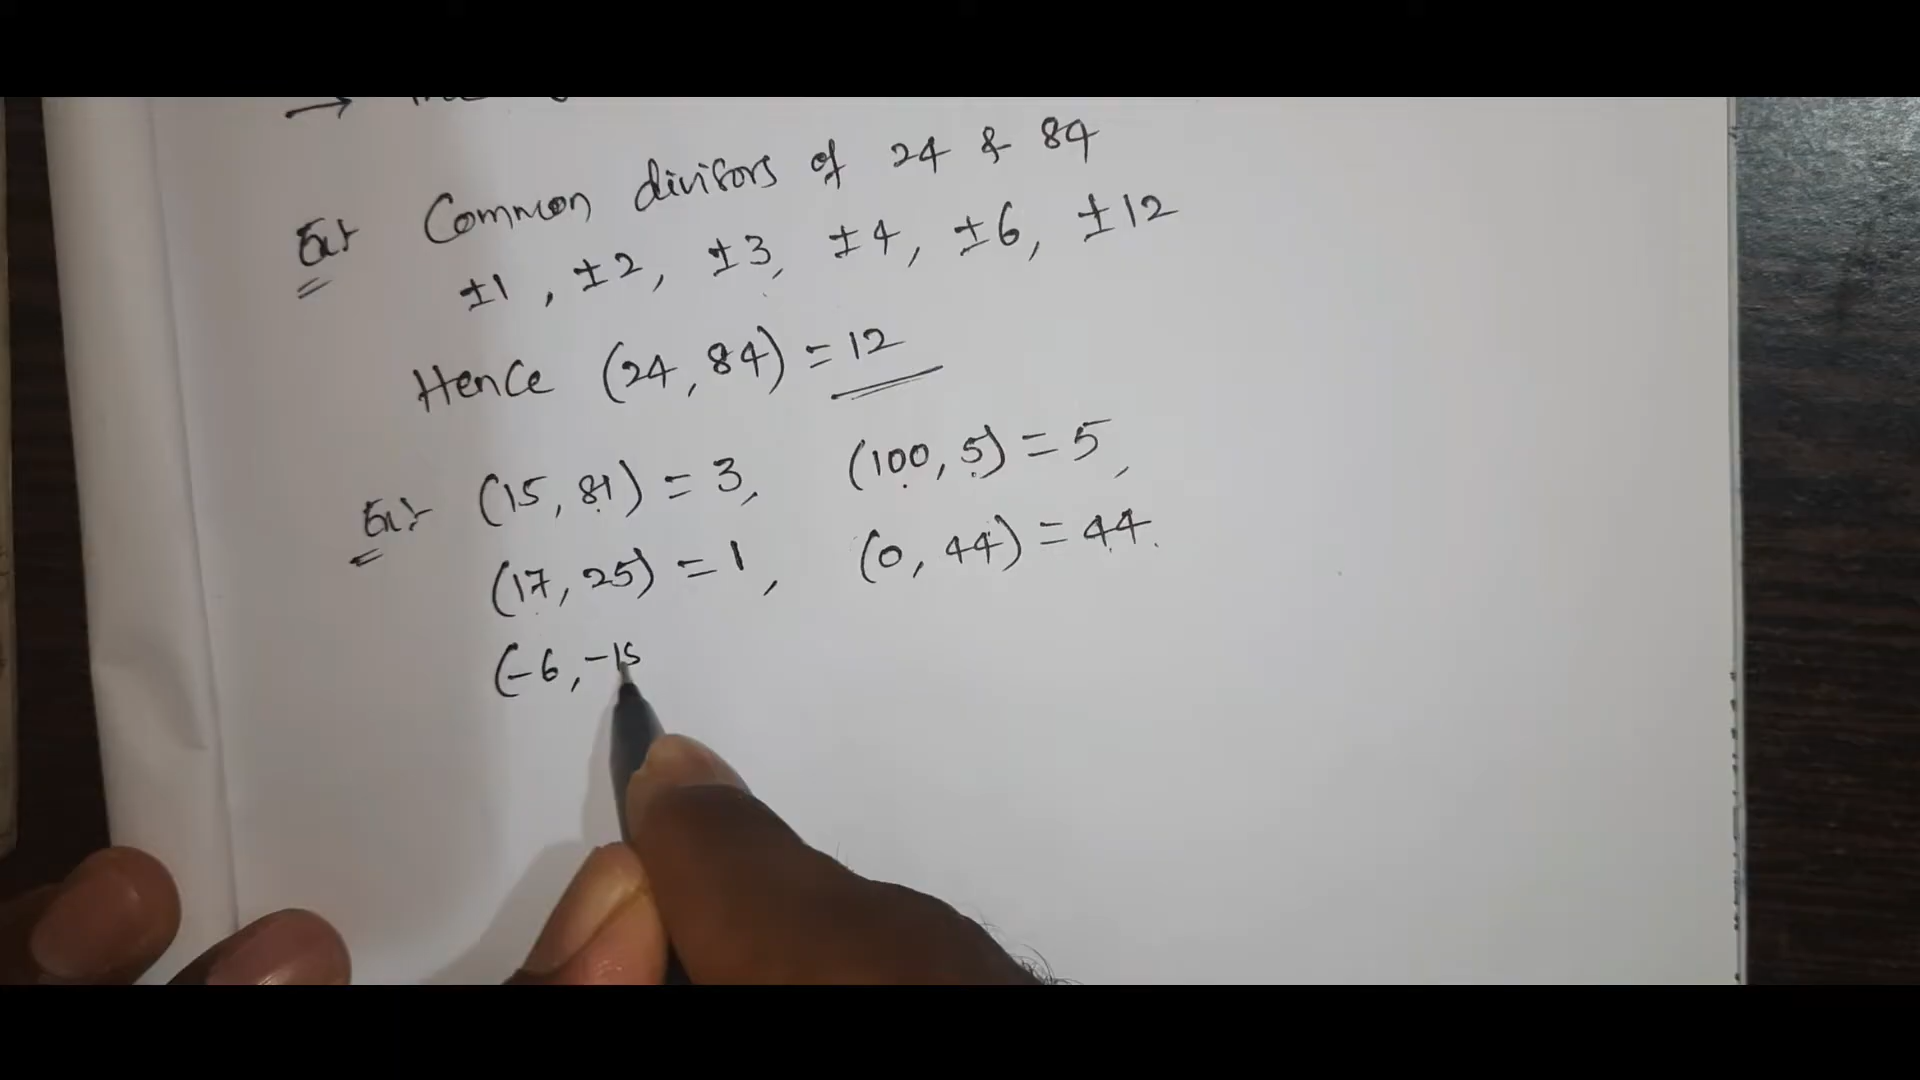 Ex:- Common divisors of 24 & 84
±1, ±2, ±3, ±4, ±6, ±12
Hence (24, 84) = 12
Ex:- (15, 81) = 3, (100, 5) = 5,
(17, 25) = 1, (0, 44) = 44.
(-6, -15